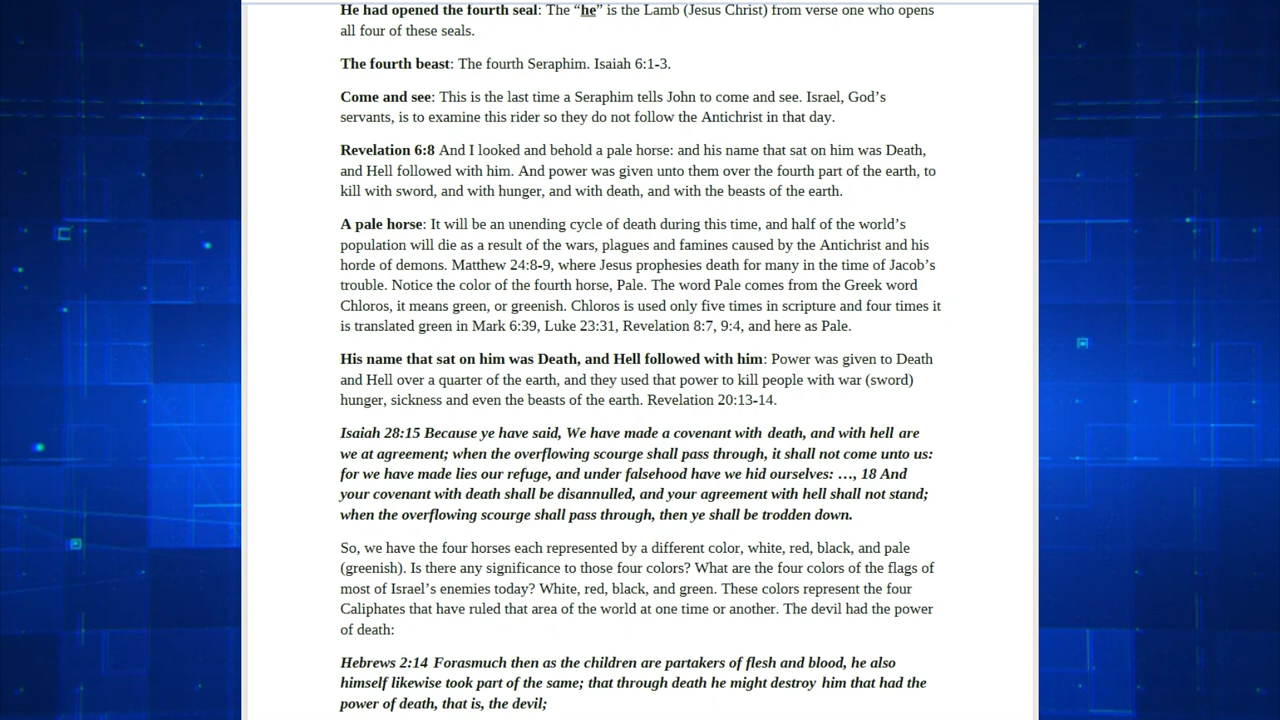 He had opened the fourth seal: The “he” is the Lamb (Jesus Christ) from verse one who opens
all four of these seals.
The fourth beast: The fourth Seraphim. Isaiah 6:1-3.
Come and see: This is the last time a Seraphim tells John to come and see. Israel, God’s
servants, is to examine this rider so they do not follow the Antichrist in that day.
Revelation 6:8 And I looked and behold a pale horse: and his name that sat on him was Death,
and Hell followed with him. And power was given unto them over the fourth part of the earth, to
kill with sword, and with hunger, and with death, and with the beasts of the earth.
A pale horse: It will be an unending cycle of death during this time, and half of the world’s
population will die as a result of the wars, plagues and famines caused by the Antichrist and his
horde of demons. Matthew 24:8-9, where Jesus prophesies death for many in the time of Jacob’s
trouble. Notice the color of the fourth horse, Pale. The word Pale comes from the Greek word
Chloros, it means green, or greenish. Chloros is used only five times in scripture and four times it
is translated green in Mark 6:39, Luke 23:31, Revelation 8:7, 9:4, and here as Pale.
His name that sat on him was Death, and Hell followed with him: Power was given to Death
and Hell over a quarter of the earth, and they used that power to kill people with war (sword)
hunger, sickness and even the beasts of the earth. Revelation 20:13-14.
Isaiah 28:15 Because ye have said, We have made a covenant with death, and with hell are
we at agreement; when the overflowing scourge shall pass through, it shall not come unto us:
for we have made lies our refuge, and under falsehood have we hid ourselves: …, 18 And
your covenant with death shall be disannulled, and your agreement with hell shall not stand;
when the overflowing scourge shall pass through, then ye shall be trodden down.
So, we have the four horses each represented by a different color, white, red, black, and pale
(greenish). Is there any significance to those four colors? What are the four colors of the flags of
most of Israel’s enemies today? White, red, black, and green. These colors represent the four
Caliphates that have ruled that area of the world at one time or another. The devil had the power
of death:
Hebrews 2:14 Forasmuch then as the children are partakers of flesh and blood, he also
himself likewise took part of the same; that through death he might destroy him that had the
power of death, that is, the devil;